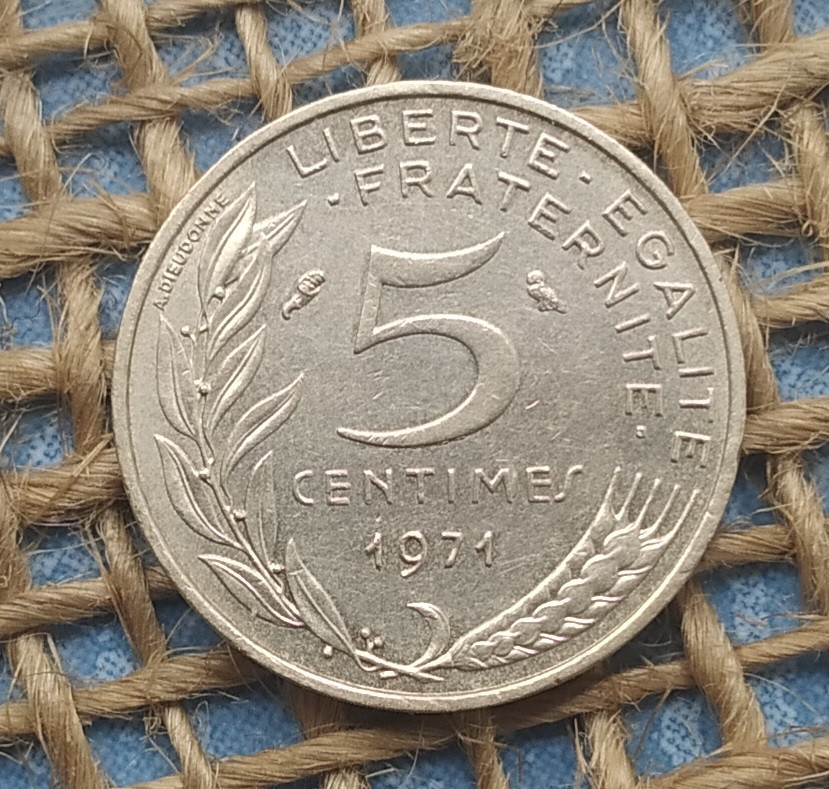 LIBERTE · EGALITE
· FRATERNITE ·
A.DIEUDONNE
5
CENTIMES
1971